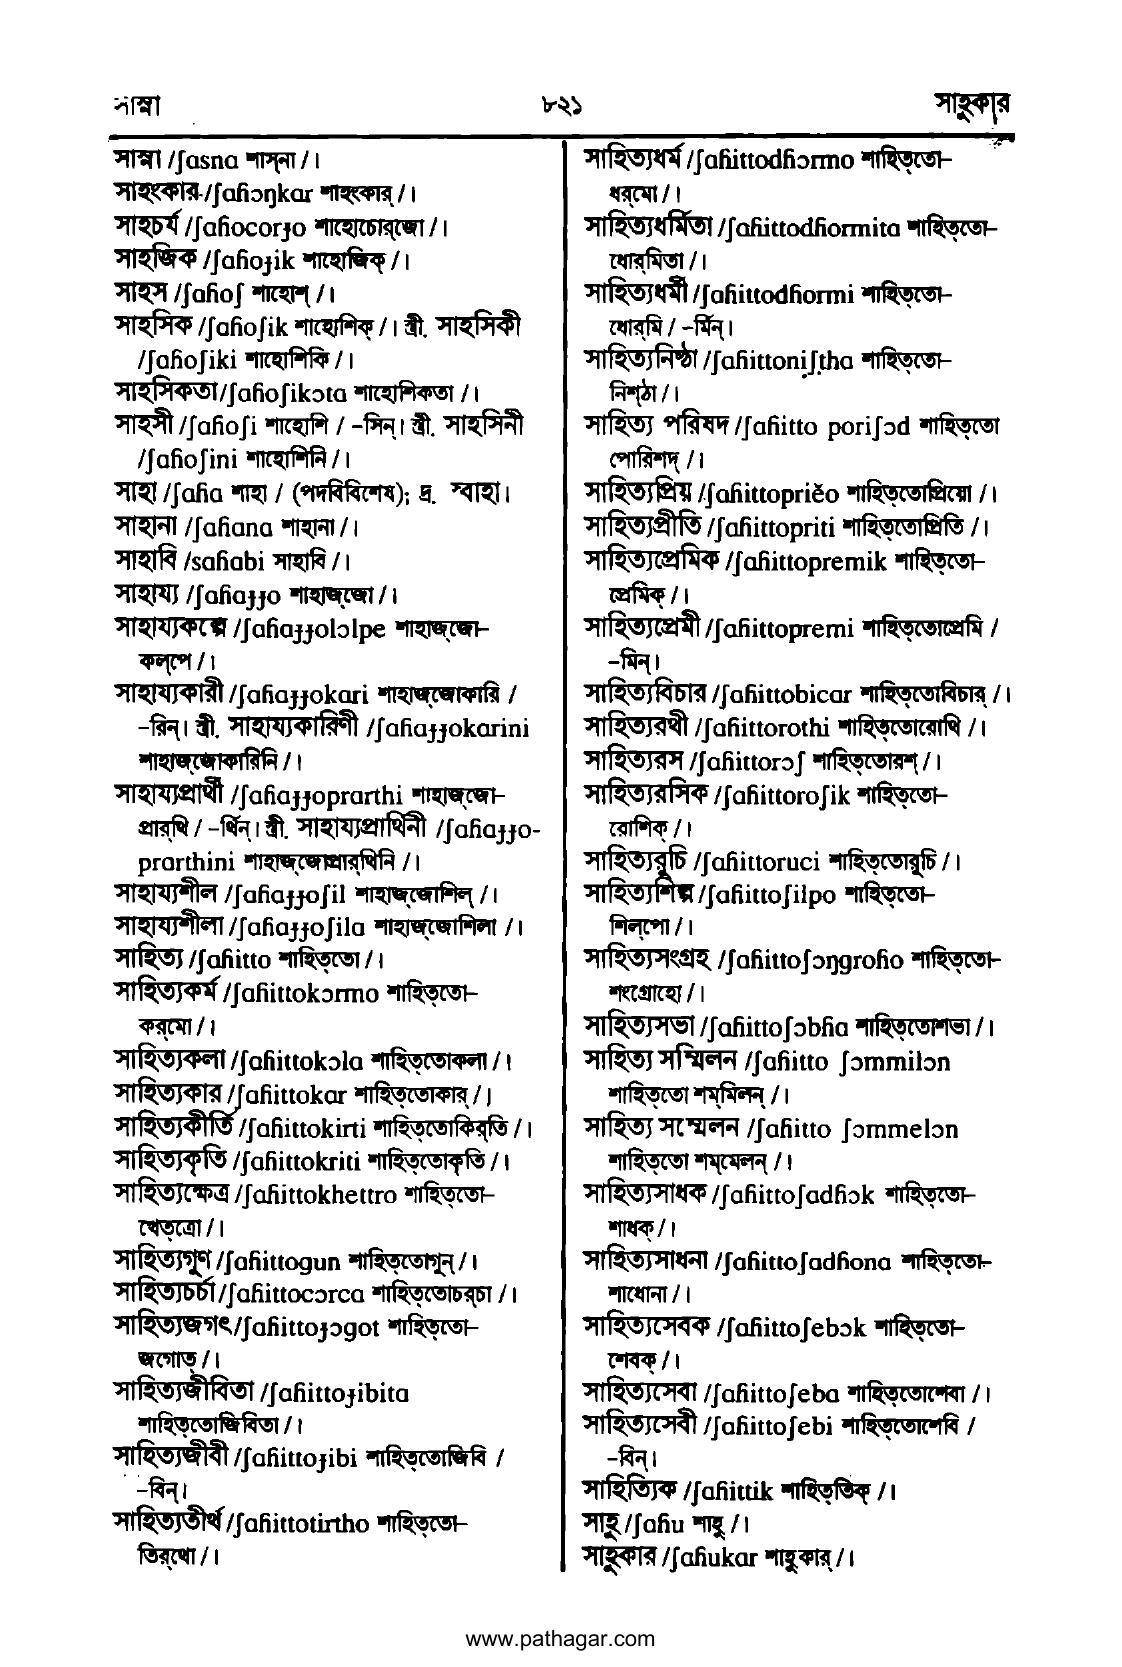 সাস্না
৮২১
সাহুকার
সাস্না /ʃasna শাস্‌না / ।
সাহংকার /ʃaɦɔŋkar শাহংকার্ / ।
সাহচর্য /ʃaɦocorɟo শাহোচোর্‌জো / ।
সাহজিক /ʃaɦoɟik শাহোজিক্ / ।
সাহস /ʃaɦoʃ শাহোশ্ / ।
সাহসিক /ʃaɦoʃik শাহোশিক্ / । স্ত্রী. সাহসিকী
/ʃaɦoʃiki শাহোশিকি / ।
সাহসিকতা /ʃaɦoʃikɔta শাহোশিকতা / ।
সাহসী /ʃaɦoʃi শাহোশি / –সিন্। স্ত্রী. সাহসিনী
/ʃaɦoʃini শাহোশিনি / ।
সাহা /ʃaɦa শাহা / (পদবিবিশেষ); দ্র. স্বাহা।
সাহানা /ʃaɦana শাহানা / ।
সাহাবি /saɦabi সাহাবি / ।
সাহায্য /ʃaɦaɟɟo শাহাজ্‌জো / ।
সাহায্যকল্পে /ʃaɦaɟɟolɔlpe শাহাজ্‌জো–
কল্‌পে / ।
সাহায্যকারী /ʃaɦaɟɟokari শাহাজ্‌জোকারি /
–রিন্। স্ত্রী. সাহায্যকারিণী /ʃaɦaɟɟokarini
শাহাজ্‌জোকারিনি / ।
সাহায্যপ্রার্থী /ʃaɦaɟɟoprarthi শাহাজ্‌জো–
প্রার্‌থি / –র্থিন্। স্ত্রী. সাহায্যপ্রার্থিনী /ʃaɦaɟɟo-
prarthini শাহাজ্‌জোপ্রার্‌থিনি / ।
সাহায্যশীল /ʃaɦaɟɟoʃil শাহাজ্‌জোশিল্ / ।
সাহায্যশীলা /ʃaɦaɟɟoʃila শাহাজ্‌জোশিলা / ।
সাহিত্য /ʃaɦitto শাহিত্‌তো / ।
সাহিত্যকর্ম /ʃaɦittokɔrmo শাহিত্‌তো–
কর্‌মো / ।
সাহিত্যকলা /ʃaɦittokɔla শাহিত্‌তোকলা / ।
সাহিত্যকার /ʃaɦittokar শাহিত্‌তোকার্ / ।
সাহিত্যকীর্তি /ʃaɦittokirti শাহিত্‌তোকির্‌তি / ।
সাহিত্যকৃতি /ʃaɦittokriti শাহিত্‌তোকৃতি / ।
সাহিত্যক্ষেত্র /ʃaɦittokhettro শাহিত্‌তো–
খেত্‌ত্রো / ।
সাহিত্যগুণ /ʃaɦittogun শাহিত্‌তোগুন্ / ।
সাহিত্যচর্চা /ʃaɦittocɔrca শাহিত্‌তোচর্‌চা / ।
সাহিত্যজগৎ /ʃaɦittoɟɔgot শাহিত্‌তো–
জগোত্ / ।
সাহিত্যজীবিতা /ʃaɦittoɟibita
শাহিত্‌তোজিবিতা / ।
সাহিত্যজীবী /ʃaɦittoɟibi শাহিত্‌তোজিবি /
–বিন্।
সাহিত্যতীর্থ /ʃaɦittotirtho শাহিত্‌তো–
তির্‌থো / ।
সাহিত্যধর্ম /ʃaɦittodɦɔrmo শাহিত্‌তো–
ধর্‌মো / ।
সাহিত্যধর্মিতা /ʃaɦittodɦormita শাহিত্‌তো–
ধোর্‌মিতা / ।
সাহিত্যধর্মী /ʃaɦittodɦormi শাহিত্‌তো–
ধোর্‌মি / –র্মিন্।
সাহিত্যনিষ্ঠা /ʃaɦittoniʃṭha শাহিত্‌তো–
নিশ্‌ঠা / ।
সাহিত্য পরিষদ /ʃaɦitto poriʃɔd শাহিত্‌তো
পোরিশদ্ / ।
সাহিত্যপ্রিয় /ʃaɦittopriĕo শাহিত্‌তোপ্রিয়ো / ।
সাহিত্যপ্রীতি /ʃaɦittopriti শাহিত্‌তোপ্রিতি / ।
সাহিত্যপ্রেমিক /ʃaɦittopremik শাহিত্‌তো–
প্রেমিক্ / ।
সাহিত্যপ্রেমী /ʃaɦittopremi শাহিত্‌তোপ্রেমি /
–মিন্।
সাহিত্যবিচার /ʃaɦittobicar শাহিত্‌তোবিচার্ / ।
সাহিত্যরথী /ʃaɦittorothi শাহিত্‌তোরোথি / ।
সাহিত্যরস /ʃaɦittorɔʃ শাহিত্‌তোরশ্ / ।
সাহিত্যরসিক /ʃaɦittoroʃik শাহিত্‌তো–
রোশিক্ / ।
সাহিত্যরুচি /ʃaɦittoruci শাহিত্‌তোরুচি / ।
সাহিত্যশিল্প /ʃaɦittoʃilpo শাহিত্‌তো–
শিল্‌পো / ।
সাহিত্যসংগ্রহ /ʃaɦittoʃɔŋgroɦo শাহিত্‌তো–
শংগ্রোহো / ।
সাহিত্যসভা /ʃaɦittoʃɔbɦa শাহিত্‌তোশভা / ।
সাহিত্য সম্মিলন /ʃaɦitto ʃɔmmilɔn
শাহিত্‌তো শম্‌মিলন্ / ।
সাহিত্য সম্মেলন /ʃaɦitto ʃɔmmelɔn
শাহিত্‌তো শম্‌মেলন্ / ।
সাহিত্যসাধক /ʃaɦittoʃadɦɔk শাহিত্‌তো–
শাধক্ / ।
সাহিত্যসাধনা /ʃaɦittoʃadɦona শাহিত্‌তো–
শাধোনা / ।
সাহিত্যসেবক /ʃaɦittoʃebɔk শাহিত্‌তো–
শেবক্ / ।
সাহিত্যসেবা /ʃaɦittoʃeba শাহিত্‌তোশেবা / ।
সাহিত্যসেবী /ʃaɦittoʃebi শাহিত্‌তোশেবি /
–বিন্।
সাহিত্যিক /ʃaɦittik শাহিত্‌তিক্ / ।
সাহু /ʃaɦu শাহু / ।
সাহুকার /ʃaɦukar শাহুকার্ / ।
www.pathagar.com